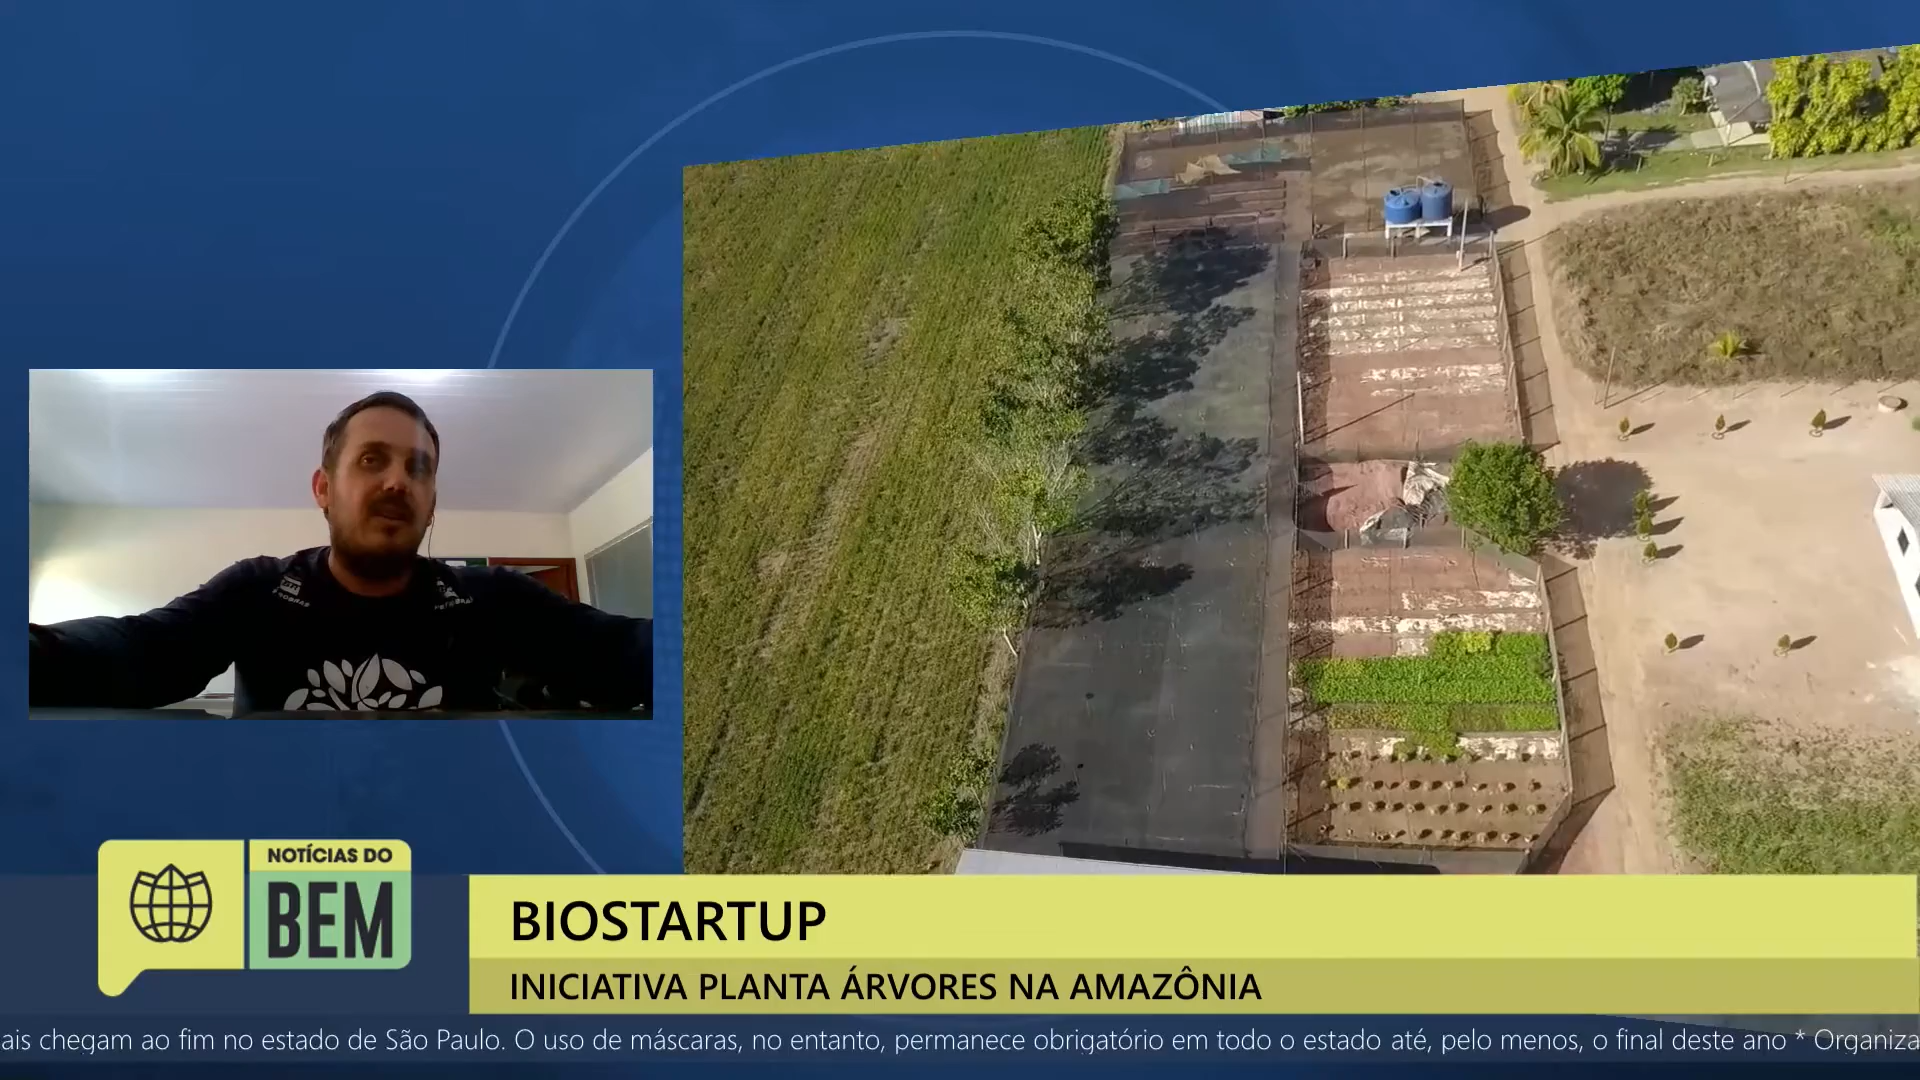 NOTÍCIAS DO
BEM
BIOSTARTUP
INICIATIVA PLANTA ÁRVORES NA AMAZÔNIA
ais chegam ao fim no estado de São Paulo. O uso de máscaras, no entanto, permanece obrigatório em todo o estado até, pelo menos, o final deste ano * Organiza